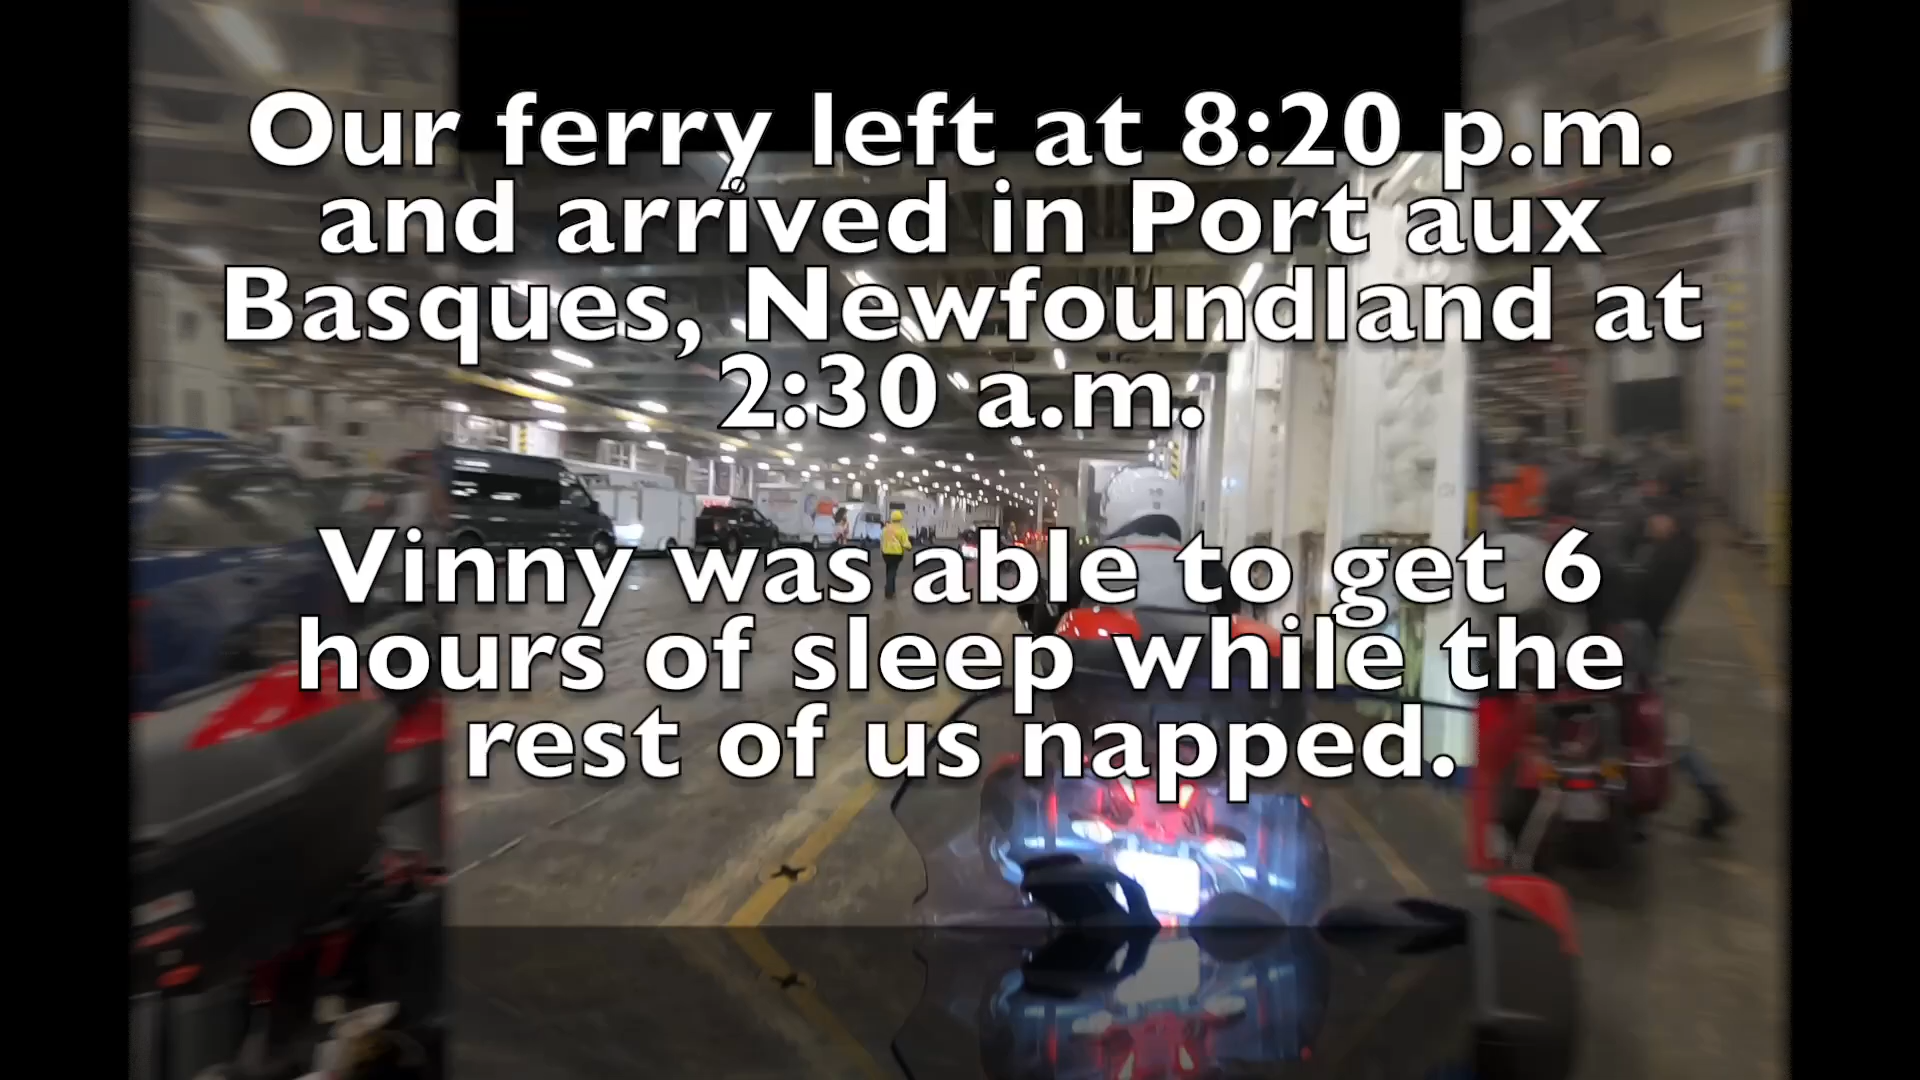 Our ferry left at 8:20 p.m.
and arrived in Port aux
Basques, Newfoundland at
2:30 a.m.
Vinny was able to get 6
hours of sleep while the
rest of us napped.